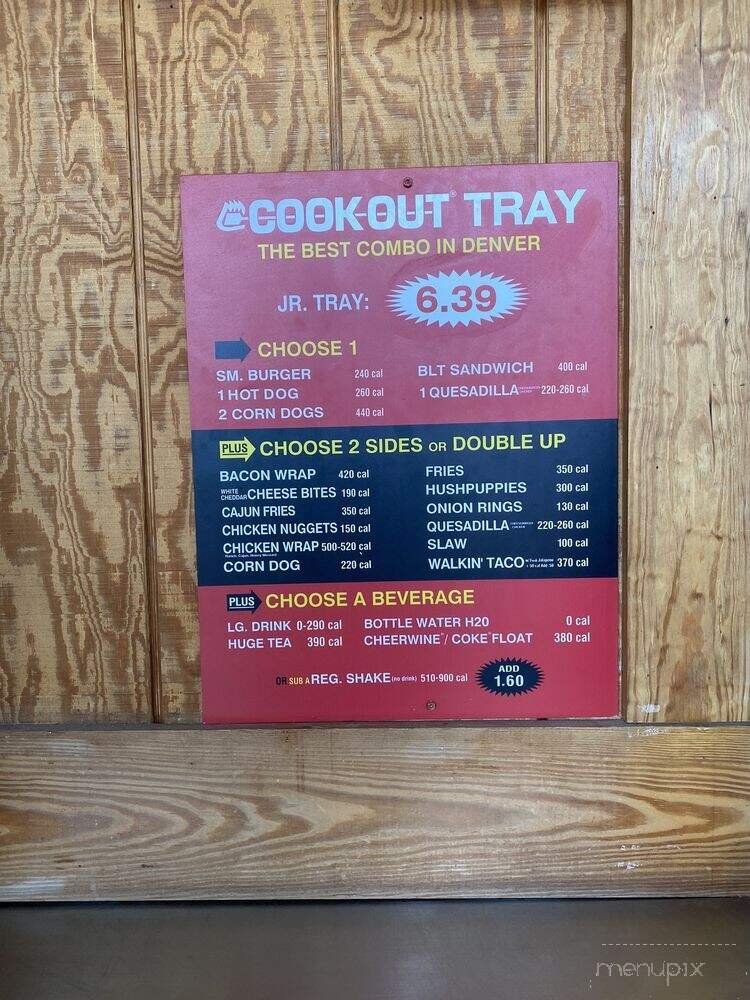 COOK-OUT® TRAY
THE BEST COMBO IN DENVER
JR. TRAY: 6.39
CHOOSE 1
SM. BURGER 240 cal
1 HOT DOG 260 cal
2 CORN DOGS 440 cal
BLT SANDWICH 400 cal
1 QUESADILLA 220-260 cal
PLUS CHOOSE 2 SIDES OR DOUBLE UP
BACON WRAP 420 cal
WHITE CHEDDAR CHEESE BITES 190 cal
CAJUN FRIES 350 cal
CHICKEN NUGGETS 150 cal
CHICKEN WRAP 500-520 cal
Ranch, Cajun, Honey Mustard
CORN DOG 220 cal
FRIES 350 cal
HUSHPUPPIES 300 cal
ONION RINGS 130 cal
QUESADILLA 220-260 cal
SLAW 100 cal
WALKIN' TACO 370 cal
PLUS CHOOSE A BEVERAGE
LG. DRINK 0-290 cal
HUGE TEA 390 cal
BOTTLE WATER H20 0 cal
CHEERWINE / COKE FLOAT 380 cal
OR SUB A REG. SHAKE (no drink) 510-900 cal
ADD
1.60
menupix